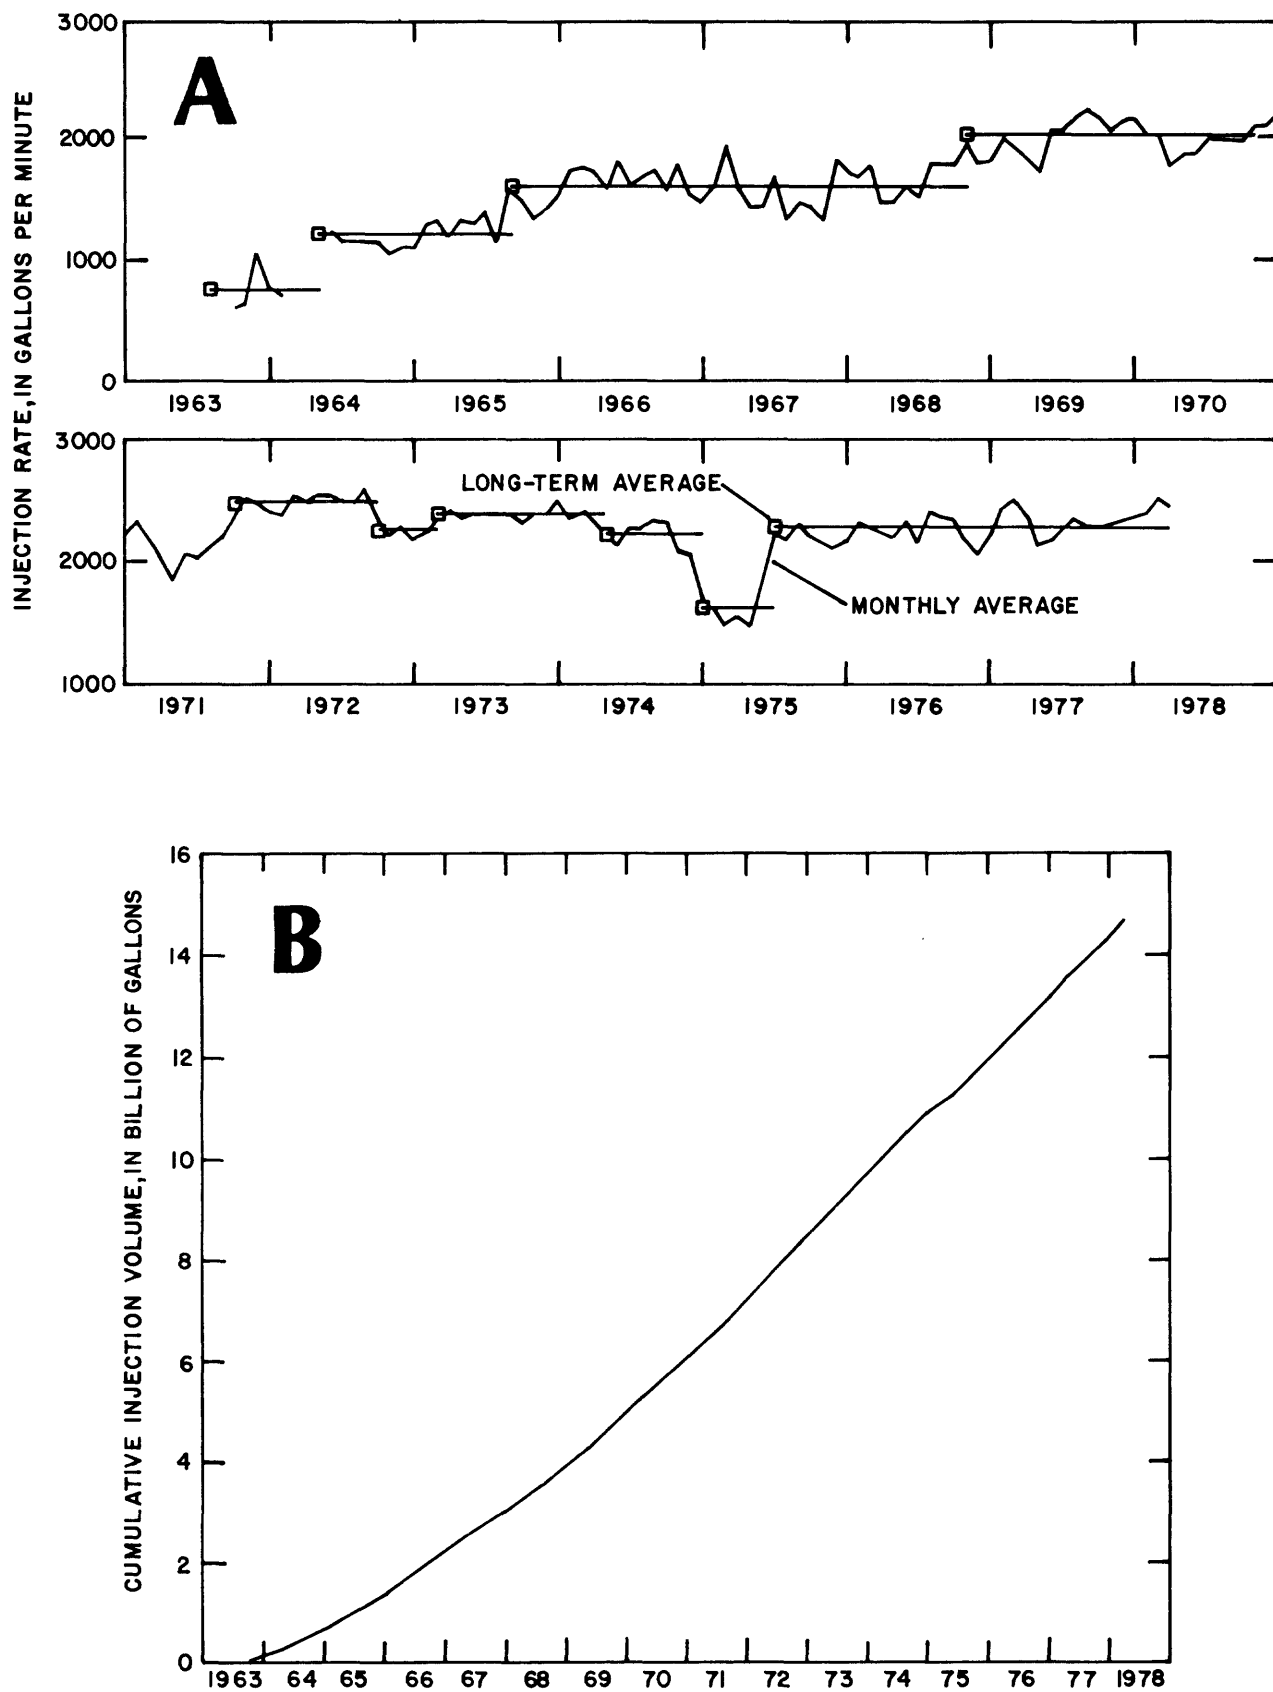 A
INJECTION RATE, IN GALLONS PER MINUTE
3000
2000
1000
0
1963 1964 1965 1966 1967 1968 1969 1970
3000
2000
1000
LONG-TERM AVERAGE
MONTHLY AVERAGE
1971 1972 1973 1974 1975 1976 1977 1978
B
CUMULATIVE INJECTION VOLUME, IN BILLION OF GALLONS
16
14
12
10
8
6
4
2
0
1963 64 65 66 67 68 69 70 71 72 73 74 75 76 77 1978